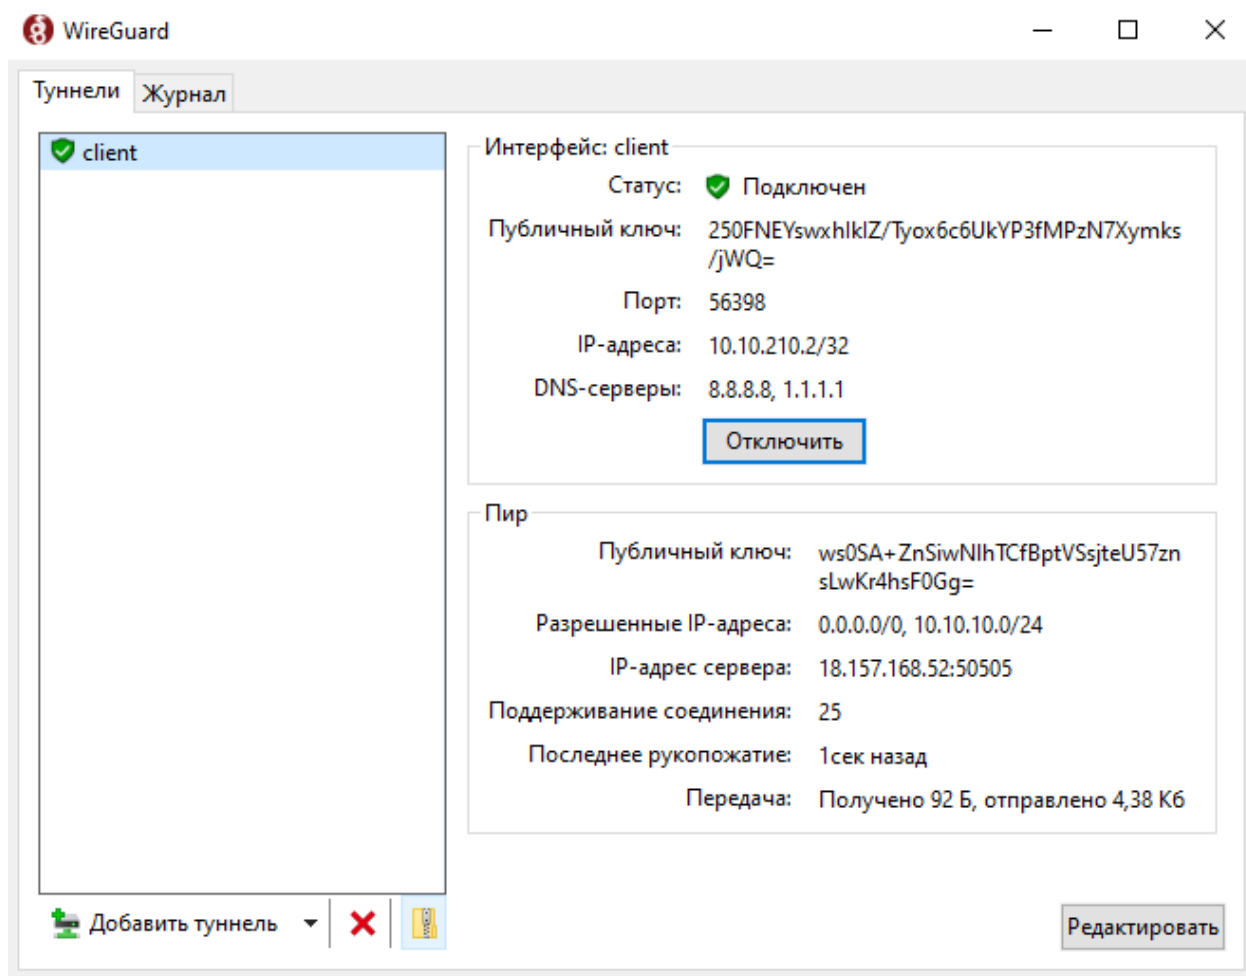 WireGuard
Туннели Журнал
client
Интерфейс: client
Статус: Подключен
Публичный ключ: 250FNEYswxhIklZ/Tyox6c6UkYP3fMPzN7Xymks
/jWQ=
Порт: 56398
IP-адреса: 10.10.210.2/32
DNS-серверы: 8.8.8.8, 1.1.1.1
Отключить
Пир
Публичный ключ: ws0SA+ZnSiwNIhTCfBptVSsjteU57zn
sLwKr4hsF0Gg=
Разрешенные IP-адреса: 0.0.0.0/0, 10.10.10.0/24
IP-адрес сервера: 18.157.168.52:50505
Поддерживание соединения: 25
Последнее рукопожатие: 1сек назад
Передача: Получено 92 Б, отправлено 4,38 Кб
Добавить туннель
Редактировать